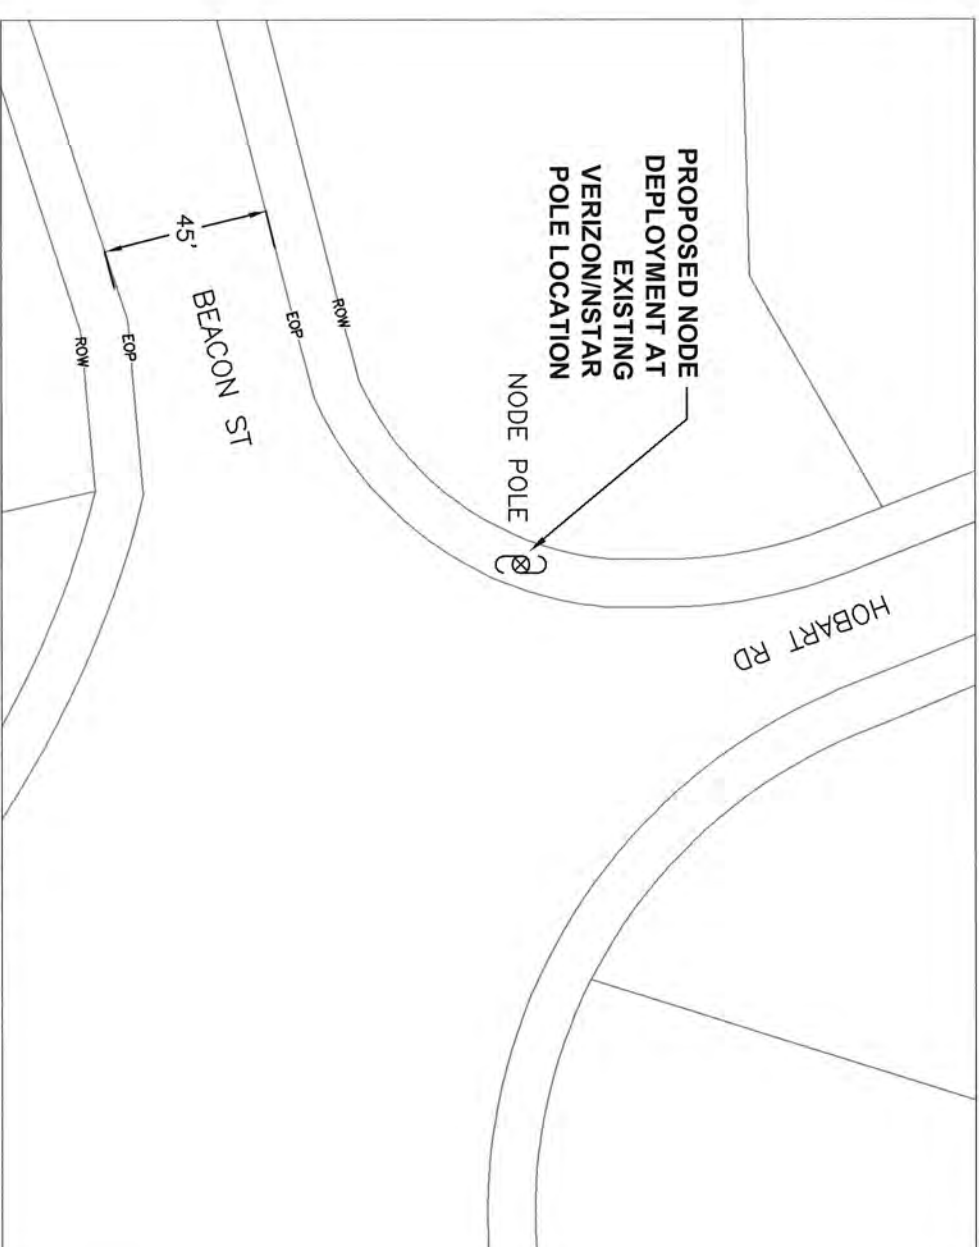 PROPOSED NODE
DEPLOYMENT AT
EXISTING
VERIZON/NSTAR
POLE LOCATION
NODE POLE
HOBART RD
ROW
EOP
45'
BEACON ST
EOP
ROW